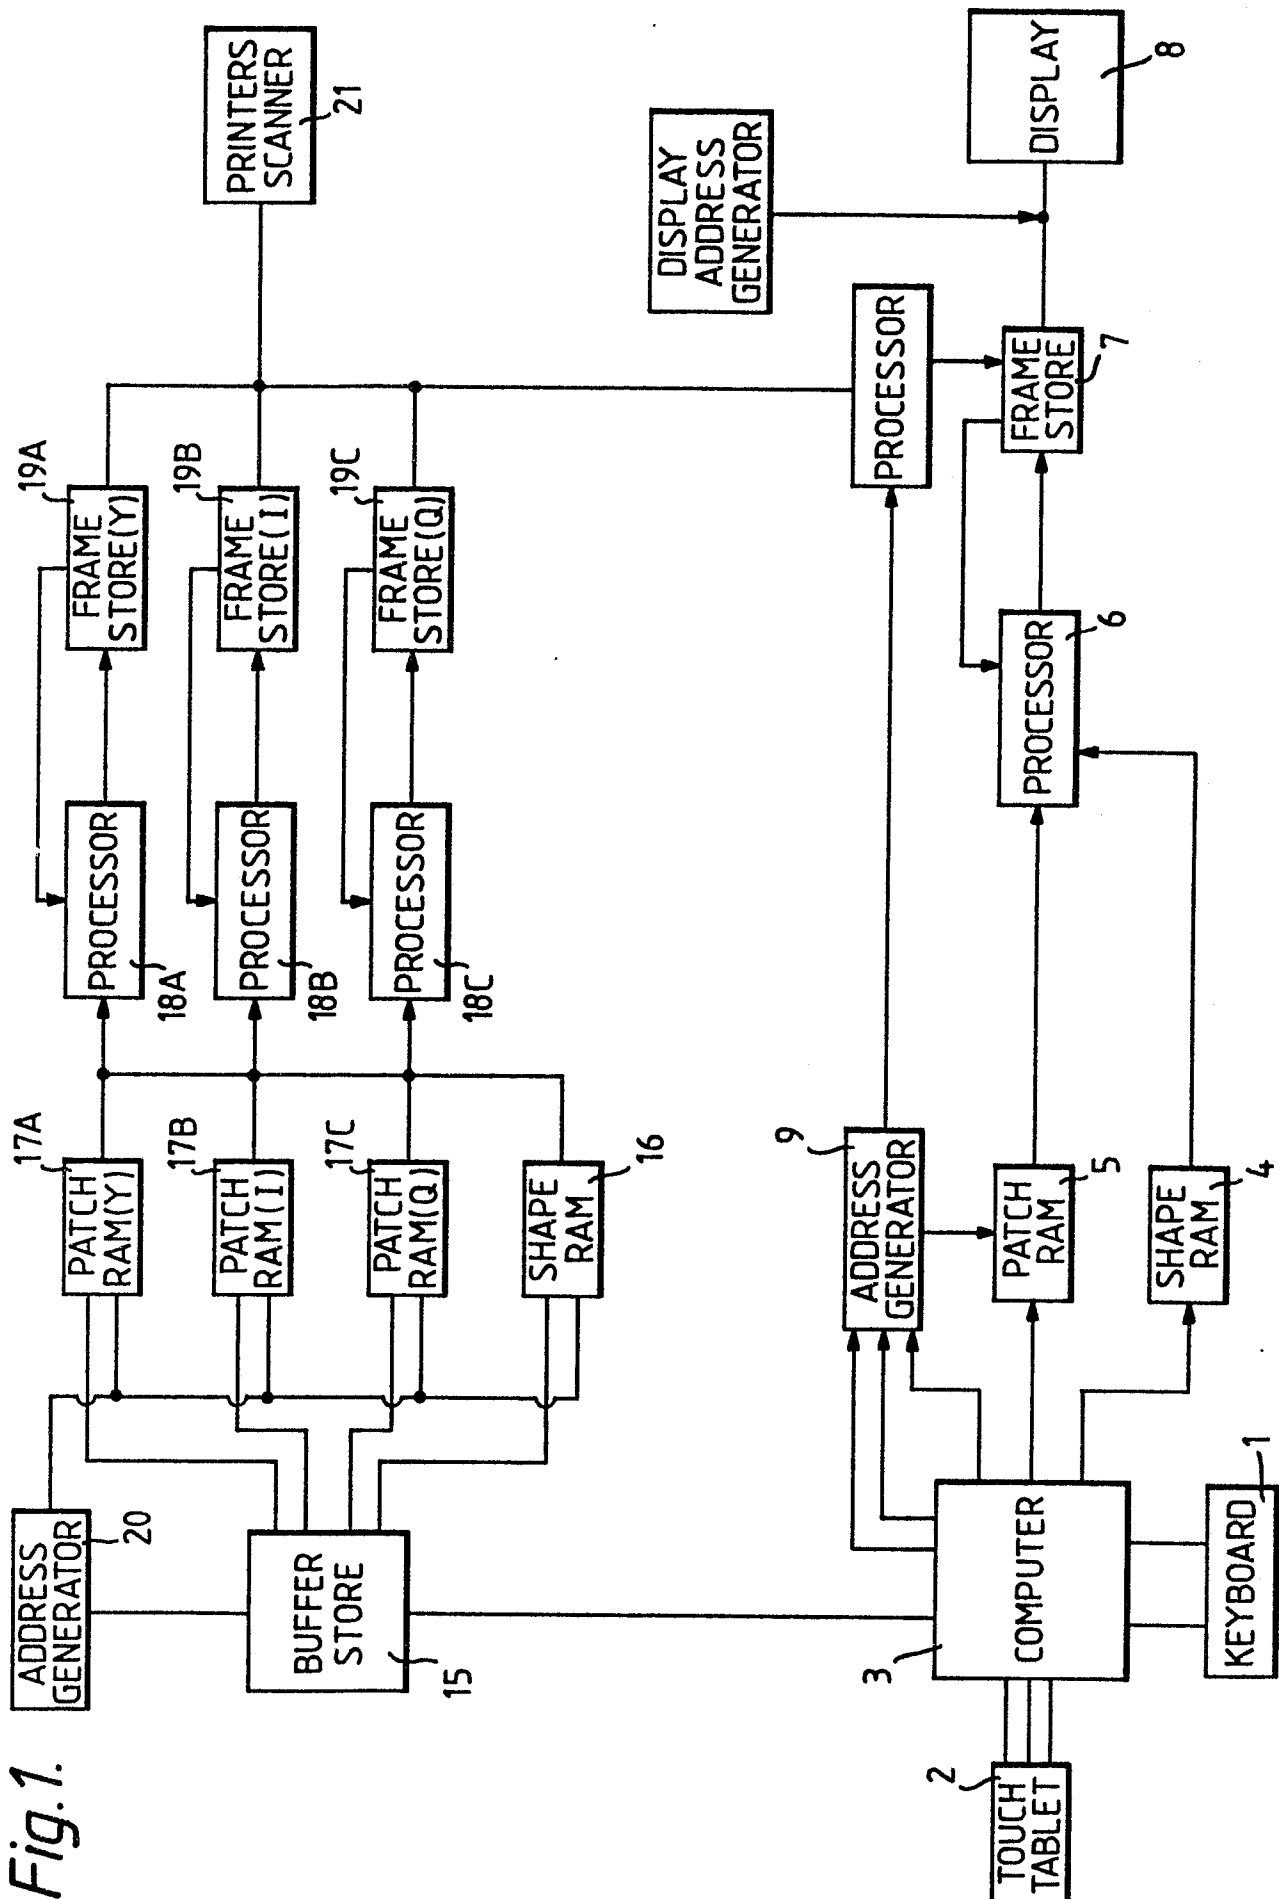 Fig.1.
ADDRESS
GENERATOR
20
BUFFER
STORE
15
PATCH
RAM(Y)
17A
PATCH
RAM(I)
17B
PATCH
RAM(Q)
17C
SHAPE
RAM
16
PROCESSOR
18A
PROCESSOR
18B
PROCESSOR
18C
FRAME
STORE(Y)
19A
FRAME
STORE(I)
19B
FRAME
STORE(Q)
19C
PRINTERS
SCANNER
21
TOUCH
TABLET
2
COMPUTER
3
KEYBOARD
1
ADDRESS
GENERATOR
9
PATCH
RAM
5
SHAPE
RAM
4
PROCESSOR
6
PROCESSOR
FRAME
STORE
7
DISPLAY
ADDRESS
GENERATOR
DISPLAY
8